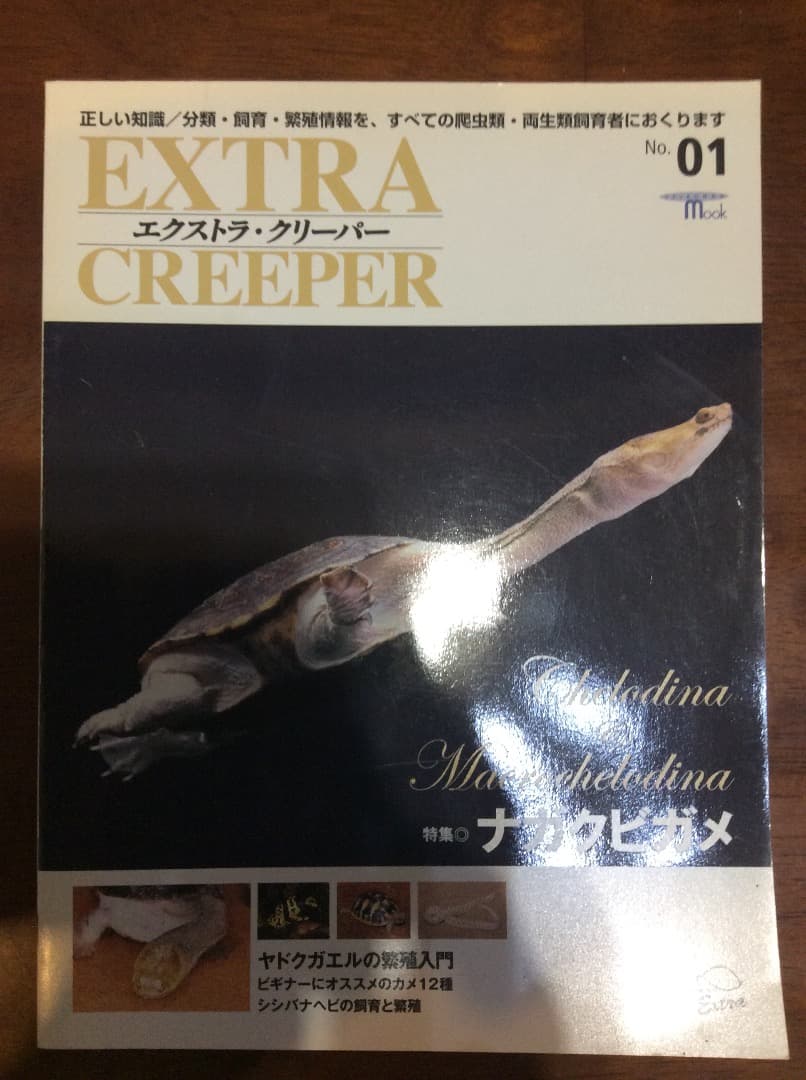 正しい知識／分類・飼育・繁殖情報を、すべての爬虫類・両生類飼育者におくります
EXTRA
エクストラ・クリーパー
CREEPER
No. 01
Mook
Chelodina
Macrochelodina
特集◎ ナガクビガメ
ヤドクガエルの繁殖入門
ビギナーにオススメのカメ12種
シシバナヘビの飼育と繁殖
Extra